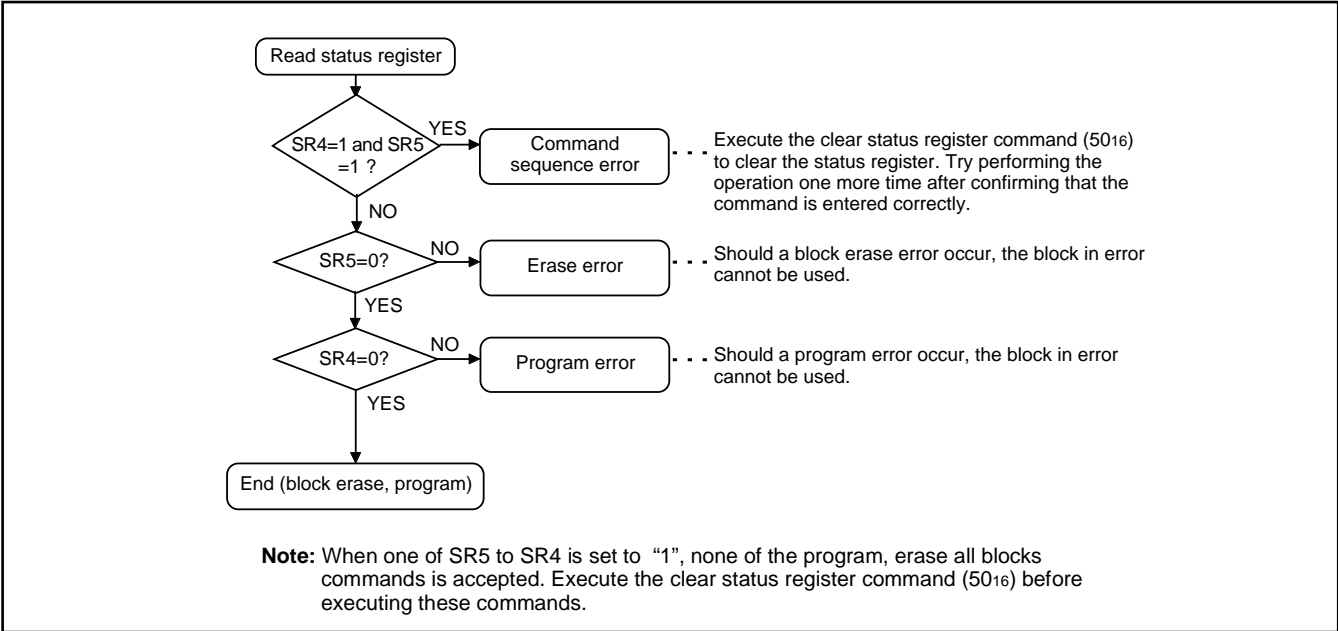 Read status register
SR4=1 and SR5
=1 ?
YES
Command
sequence error
Execute the clear status register command (5016)
to clear the status register. Try performing the
operation one more time after confirming that the
command is entered correctly.
NO
SR5=0?
NO
Erase error
Should a block erase error occur, the block in error
cannot be used.
YES
SR4=0?
NO
Program error
Should a program error occur, the block in error
cannot be used.
YES
End (block erase, program)
Note: When one of SR5 to SR4 is set to “1”, none of the program, erase all blocks
commands is accepted. Execute the clear status register command (5016) before
executing these commands.